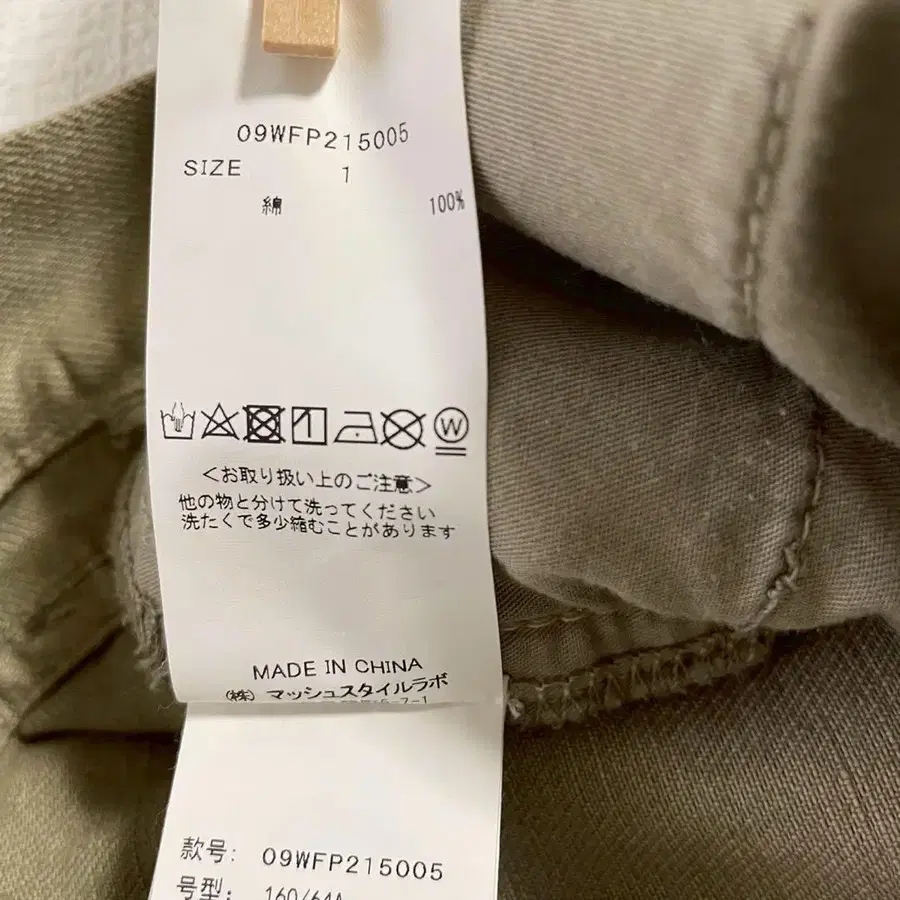 09WFP215005
SIZE 1
綿 100%
W
<お取り扱い上のご注意>
他の物と分けて洗ってください
洗たくで多少縮むことがあります
MADE IN CHINA
(株) マッシュスタイルラボ
5-7-1
款号: 09WFP215005
号型: 160/64A